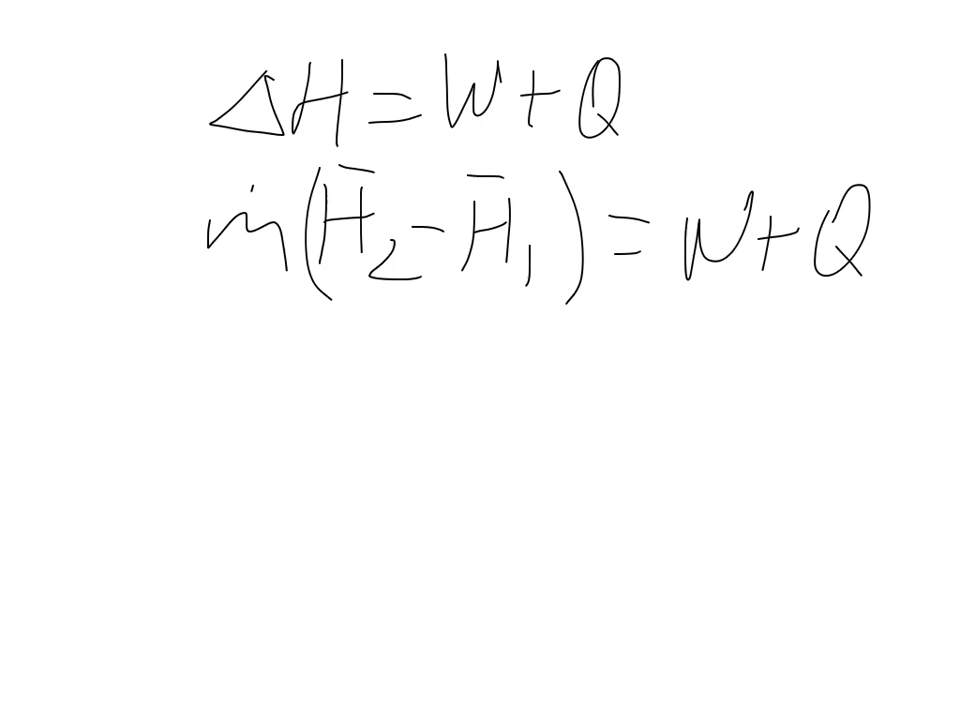 ΔH = W + Q
ṁ(H̄₂ - H̄₁) = W + Q